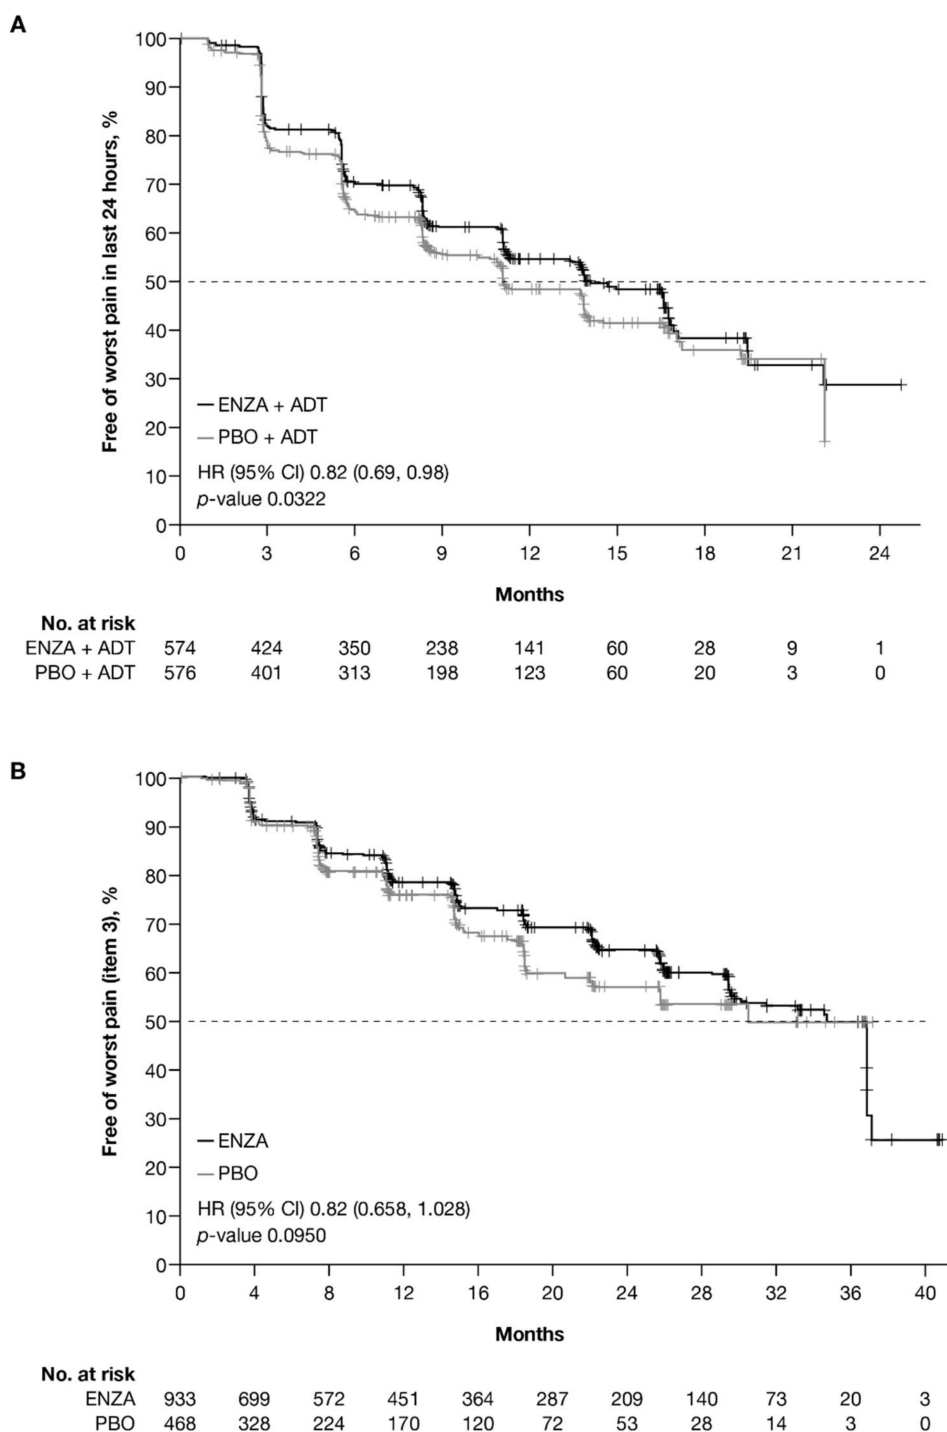 A
Free of worst pain in last 24 hours, %
100
90
80
70
60
50
40
30
20
10
0
ENZA + ADT
PBO + ADT
HR (95% CI) 0.82 (0.69, 0.98)
p-value 0.0322
0 3 6 9 12 15 18 21 24
Months
No. at risk
ENZA + ADT 574 424 350 238 141 60 28 9 1
PBO + ADT 576 401 313 198 123 60 20 3 0
B
Free of worst pain (item 3), %
100
90
80
70
60
50
40
30
20
10
0
ENZA
PBO
HR (95% CI) 0.82 (0.658, 1.028)
p-value 0.0950
0 4 8 12 16 20 24 28 32 36 40
Months
No. at risk
ENZA 933 699 572 451 364 287 209 140 73 20 3
PBO 468 328 224 170 120 72 53 28 14 3 0